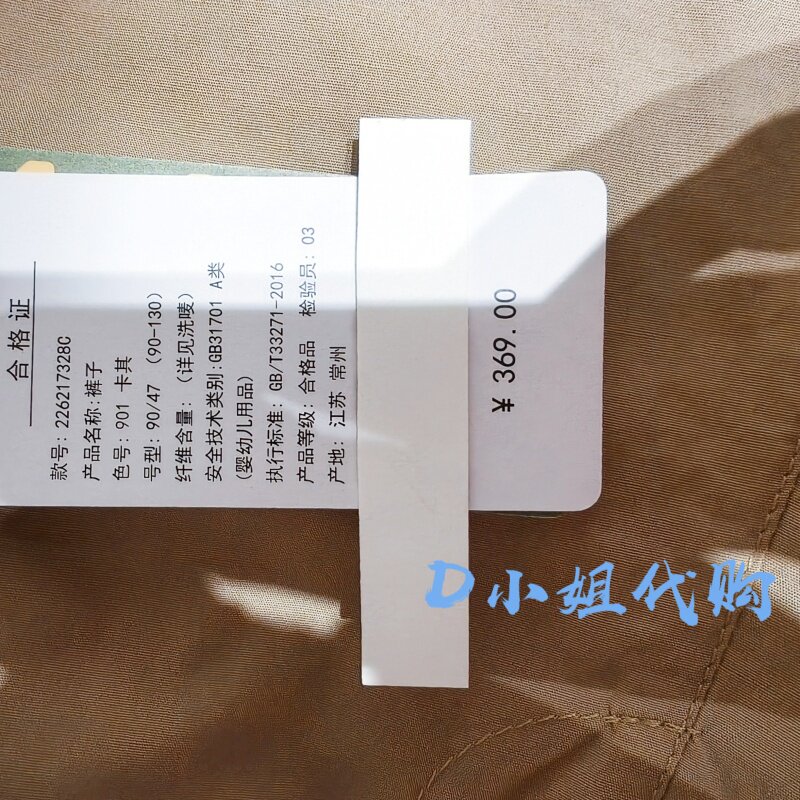 合格证
款号: 226217328C
产品名称: 裤子
色号: 901 卡其
号型: 90/47 (90-130)
纤维含量: (详见洗唛)
安全技术类别:GB31701 A类
(婴幼儿用品)
执行标准: GB/T33271-2016
产品等级: 合格品 检验员: 03
产地: 江苏 常州
¥ 369.00
D小姐代购